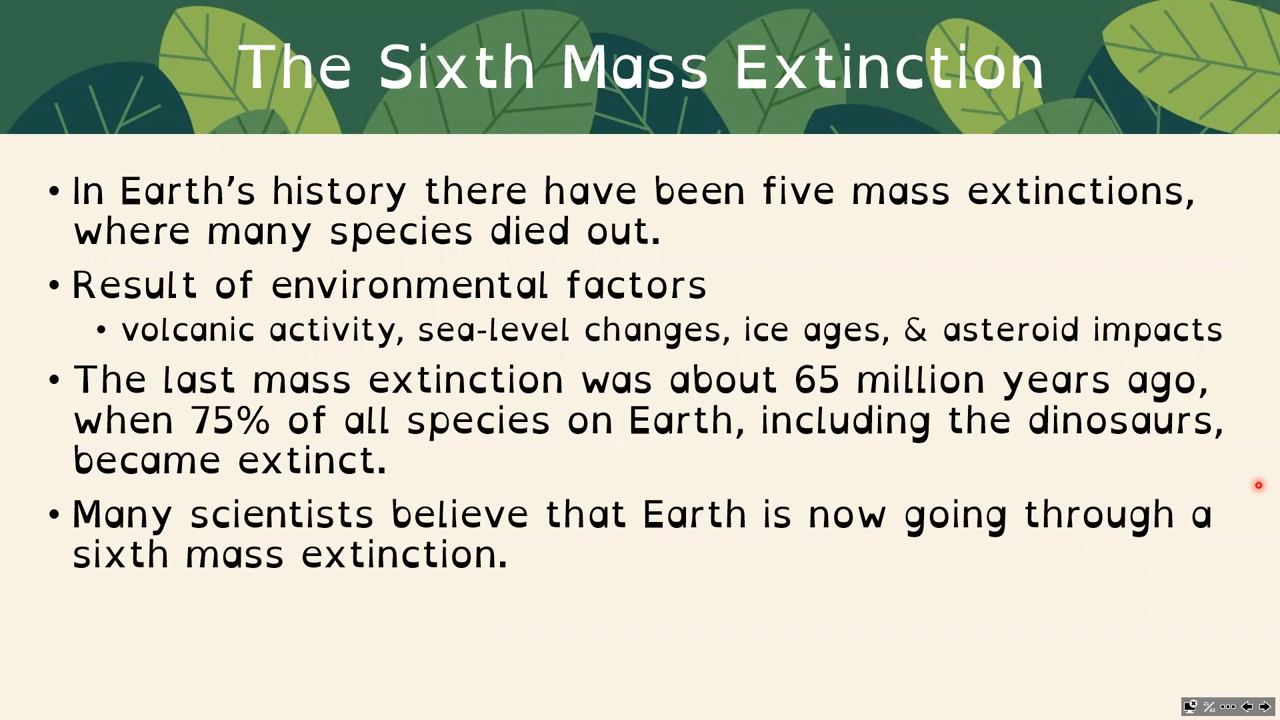 The Sixth Mass Extinction
• In Earth’s history there have been five mass extinctions,
where many species died out.
• Result of environmental factors
• volcanic activity, sea-level changes, ice ages, & asteroid impacts
• The last mass extinction was about 65 million years ago,
when 75% of all species on Earth, including the dinosaurs,
became extinct.
• Many scientists believe that Earth is now going through a
sixth mass extinction.